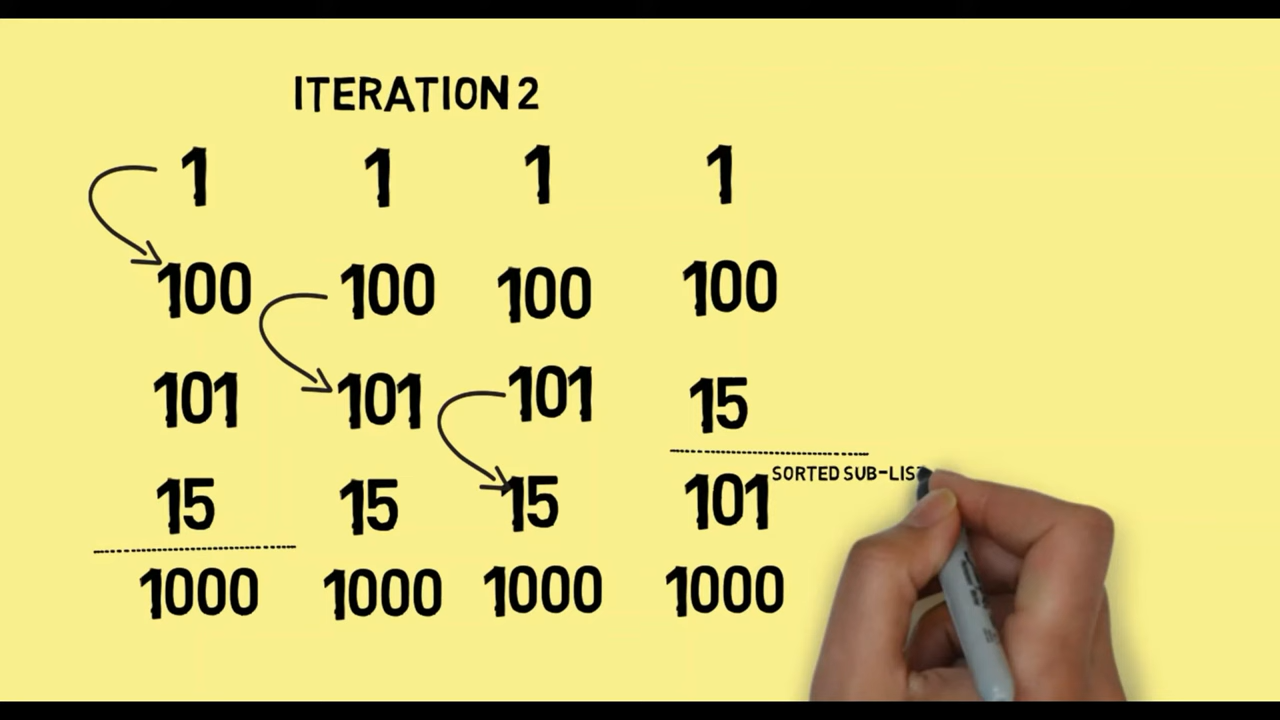 ITERATION 2
1 1 1 1
100 100 100 100
101 101 101 15
15 15 15 101 SORTED SUB-LIST
1000 1000 1000 1000